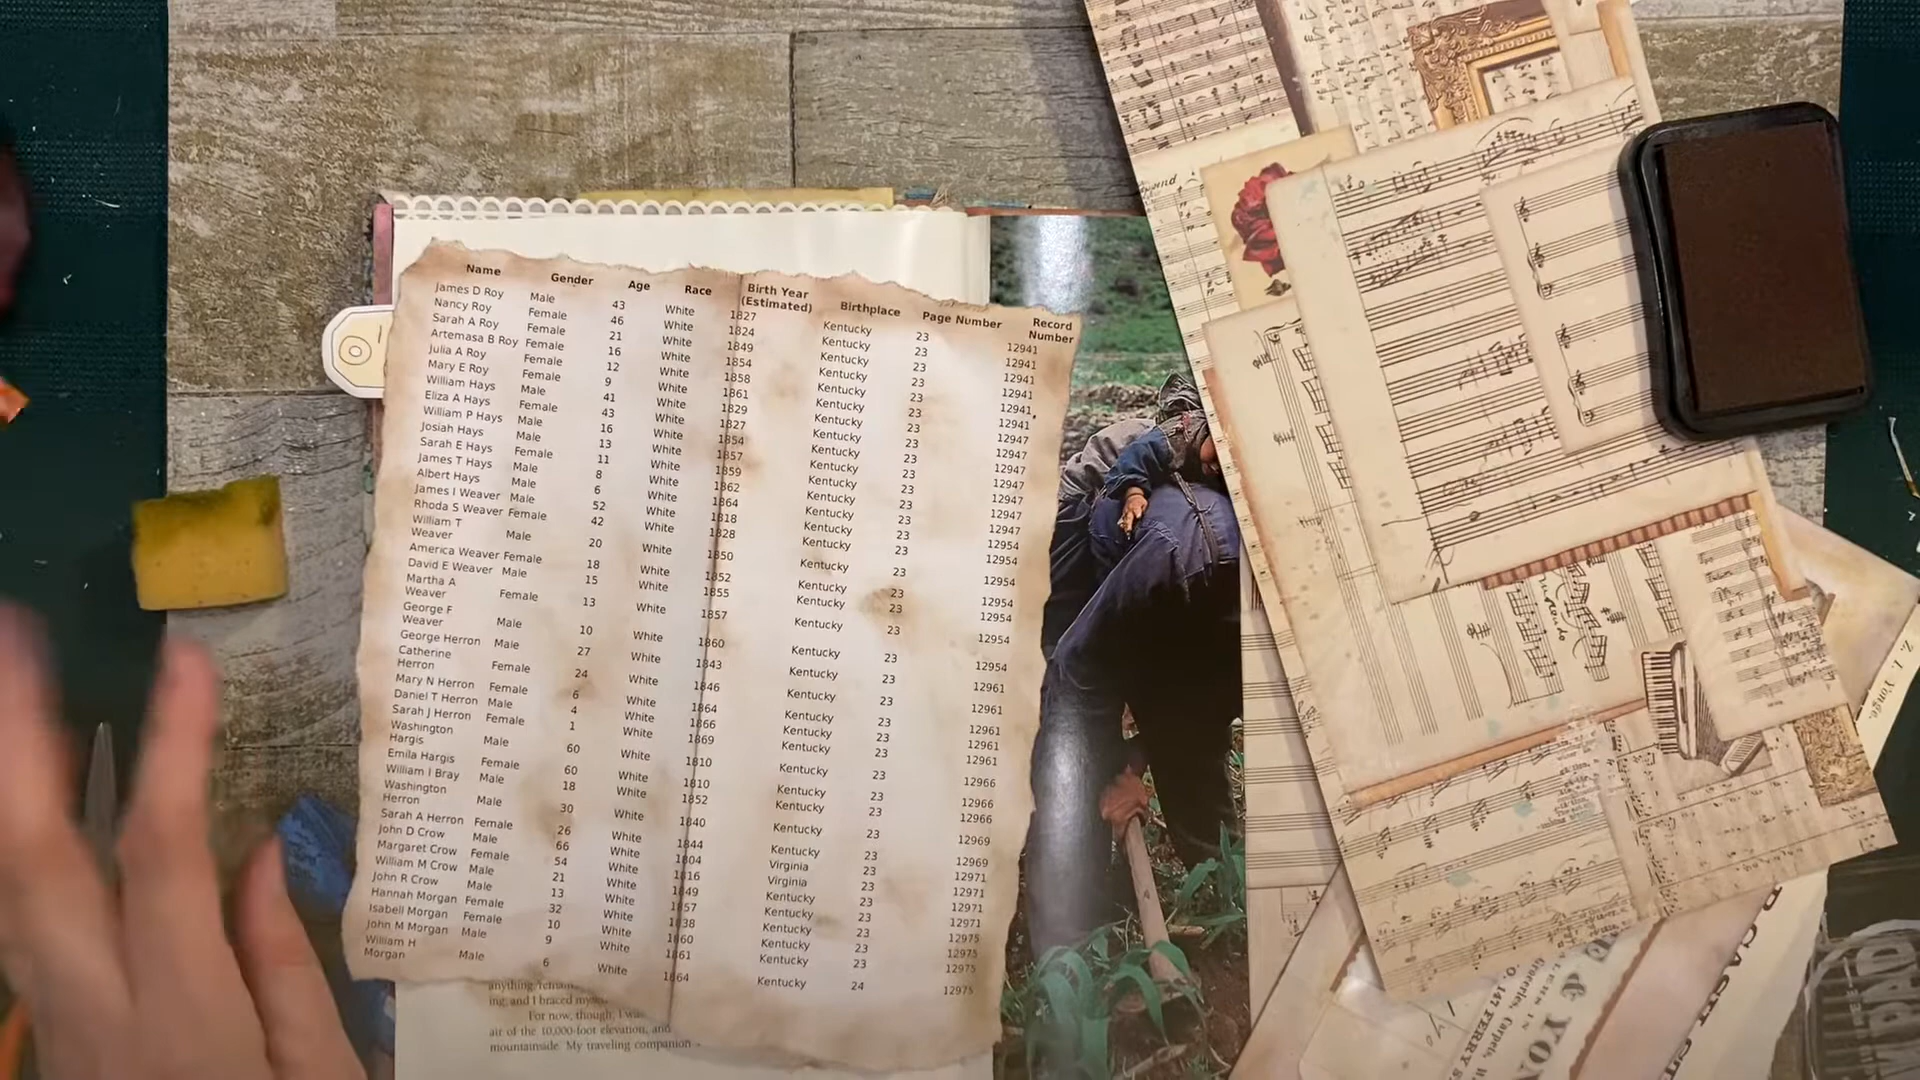 Name Gender Age Race Birth Year (Estimated) Birthplace Page Number Record Number
James D Roy Male 43 White 1827 Kentucky 23 12941
Nancy Roy Female 46 White 1824 Kentucky 23 12941
Sarah A Roy Female 21 White 1849 Kentucky 23 12941
Artemasa B Roy Female 16 White 1854 Kentucky 23 12941
Julia A Roy Female 12 White 1858 Kentucky 23 12941
Mary E Roy Female 9 White 1861 Kentucky 23 12941
William Hays Male 41 White 1829 Kentucky 23 12947
Eliza A Hays Female 43 White 1827 Kentucky 23 12947
William P Hays Male 16 White 1854 Kentucky 23 12947
Josiah Hays Male 13 White 1857 Kentucky 23 12947
Sarah E Hays Female 11 White 1859 Kentucky 23 12947
James T Hays Male 8 White 1862 Kentucky 23 12947
Albert Hays Male 6 White 1864 Kentucky 23 12947
James I Weaver Male 52 White 1818 Kentucky 23 12954
Rhoda S Weaver Female 42 White 1828 Kentucky 23 12954
William T
Weaver Male 20 White 1850 Kentucky 23 12954
America Weaver Female 18 White 1852 Kentucky 23 12954
David E Weaver Male 15 White 1855 Kentucky 23 12954
Martha A
Weaver Female 13 White 1857 Kentucky 23 12954
George F
Weaver Male 10 White 1860 Kentucky 23 12954
George Herron Male 27 White 1843 Kentucky 23 12961
Catherine
Herron Female 24 White 1846 Kentucky 23 12961
Mary N Herron Female 6 White 1864 Kentucky 23 12961
Daniel T Herron Male 4 White 1866 Kentucky 23 12961
Sarah J Herron Female 1 White 1869 Kentucky 23 12961
Washington
Hargis Male 60 White 1810 Kentucky 23 12966
Emila Hargis Female 60 White 1810 Kentucky 23 12966
William I Bray Male 18 White 1852 Kentucky 23 12966
Washington
Herron Male 30 White 1840 Kentucky 23 12969
Sarah A Herron Female 26 White 1844 Kentucky 23 12969
John D Crow Male 66 White 1804 Virginia 23 12971
Margaret Crow Female 54 White 1816 Virginia 23 12971
William M Crow Male 21 White 1849 Kentucky 23 12971
John R Crow Male 13 White 1857 Kentucky 23 12971
Hannah Morgan Female 32 White 1838 Kentucky 23 12975
Isabell Morgan Female 10 White 1860 Kentucky 23 12975
John M Morgan Male 9 White 1861 Kentucky 23 12975
William H
Morgan Male 6 White 1864 Kentucky 24 12975
anything
ing, and I braced
For now, though, I
air of the 10,000-foot elevation, and
mountainside. My traveling companion
Z. I. Yonge,
CASH
& YON
DEALERS IN
Groceries, Carpets,
147 FERRY
PAD